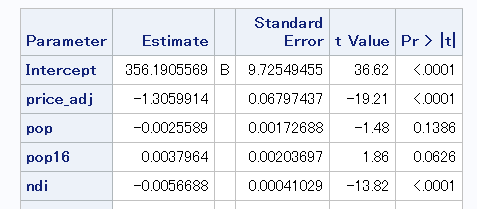 Parameter Estimate Standard Error t Value Pr > |t|
Intercept 356.1905569 B 9.72549455 36.62 <.0001
price_adj -1.3059914 0.06797437 -19.21 <.0001
pop -0.0025589 0.00172688 -1.48 0.1386
pop16 0.0037964 0.00203697 1.86 0.0626
ndi -0.0056688 0.00041029 -13.82 <.0001